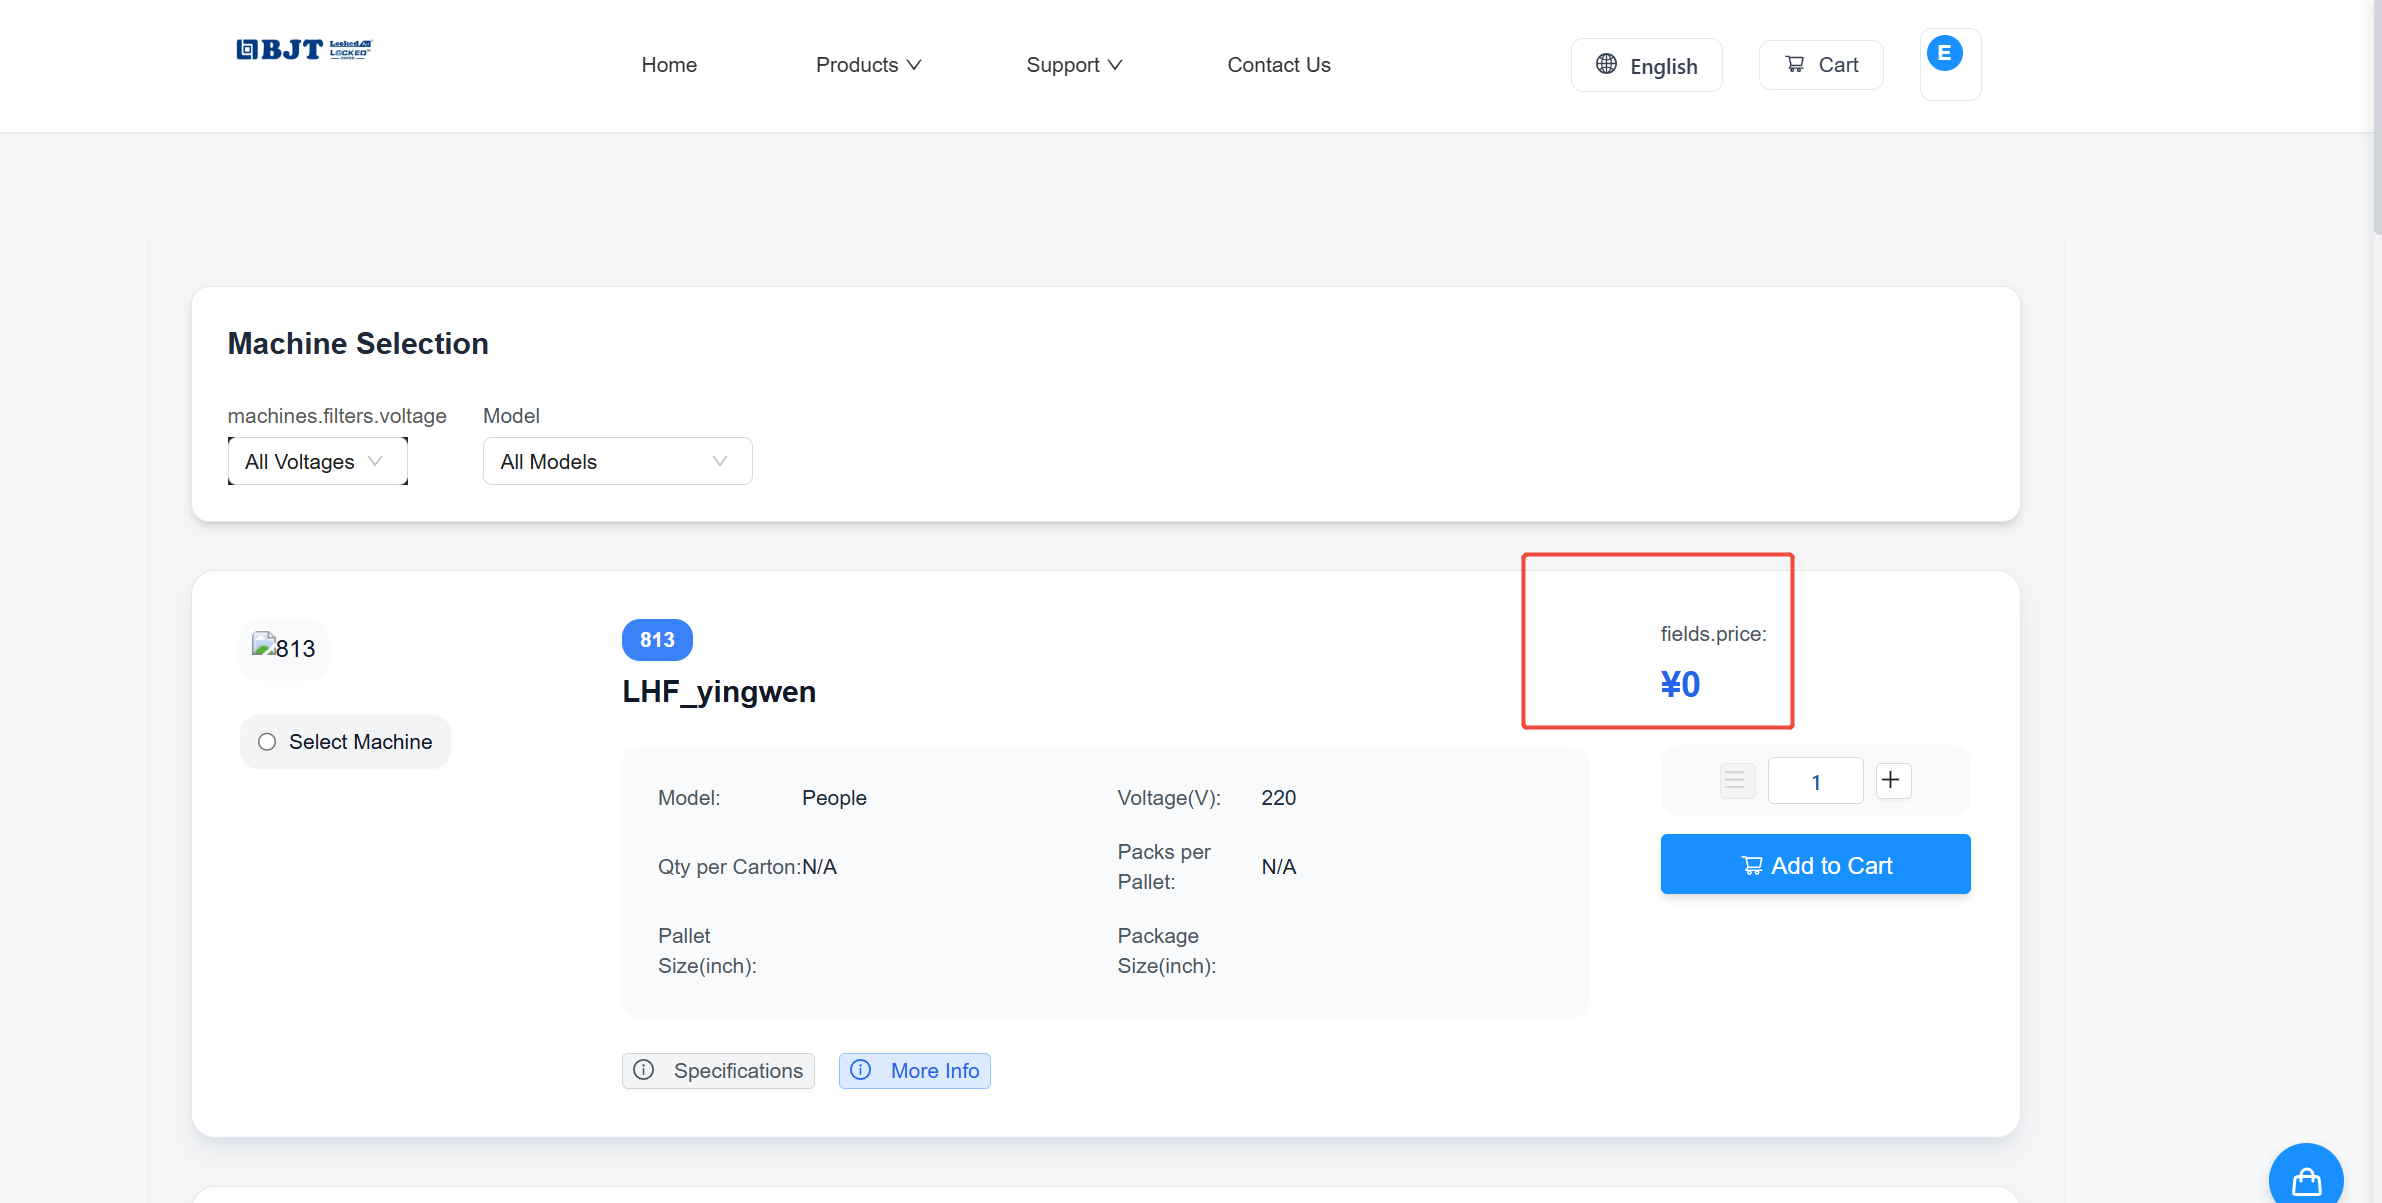 BJT
LOCKED
Home
Products
Support
Contact Us
English
Cart
E
Machine Selection
machines.filters.voltage
Model
All Voltages
All Models
813
Select Machine
813
LHF_yingwen
fields.price:
¥0
Model: People
Voltage(V): 220
Qty per Carton:N/A
Packs per
Pallet: N/A
Pallet
Size(inch):
Package
Size(inch):
Specifications
More Info
1
Add to Cart